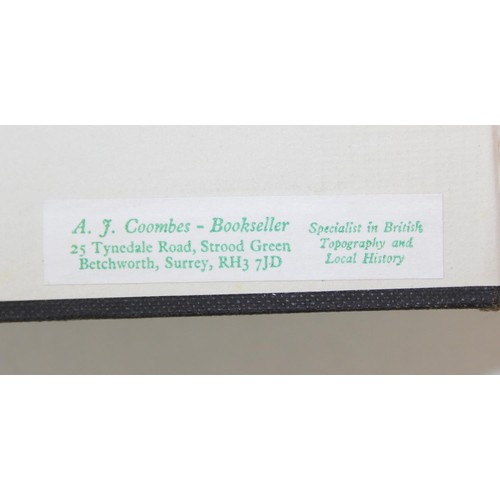 A. J. Coombes - Bookseller
25 Tynedale Road, Strood Green
Betchworth, Surrey, RH3 7JD
Specialist in British
Topography and
Local History